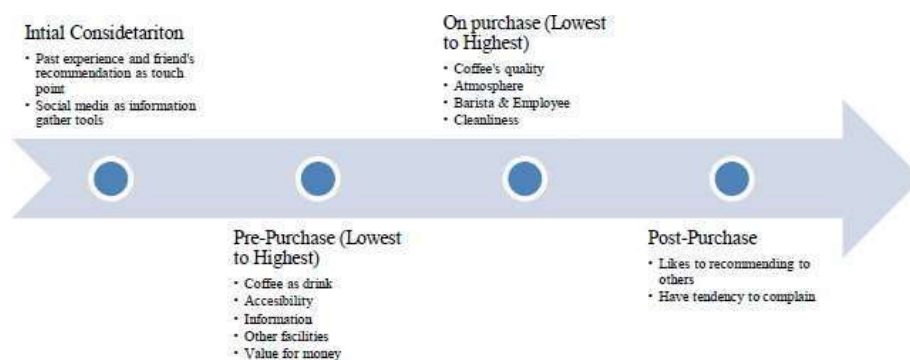 Intial Considetariton
• Past experience and friend's
recommendation as touch
point
• Social media as information
gather tools
On purchase (Lowest
to Highest)
• Coffee's quality
• Atmosphere
• Barista & Employee
• Cleanliness
Pre-Purchase (Lowest
to Highest)
• Coffee as drink
• Accesibility
• Information
• Other facilities
• Value for money
Post-Purchase
• Likes to recommending to
others
• Have tendency to complain